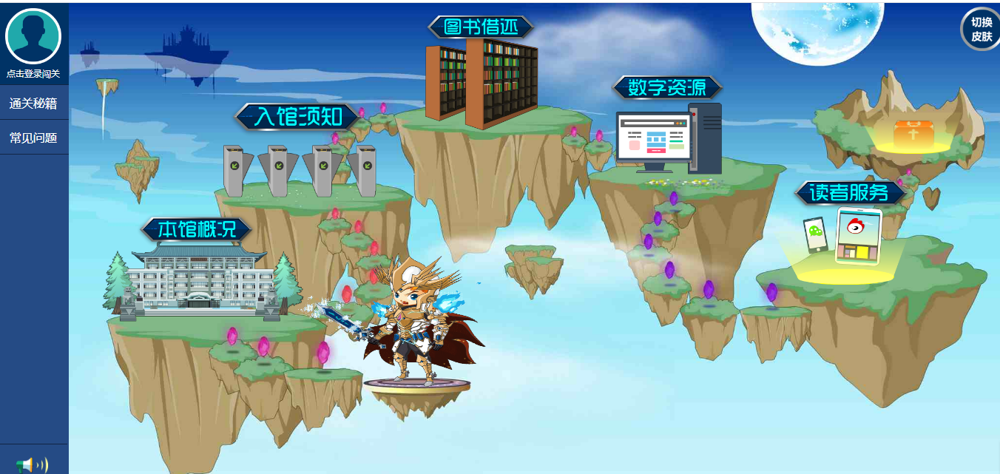 点击登录闯关
通关秘籍
常见问题
图书借还
切换
皮肤
数字资源
入馆须知
读者服务
本馆概况